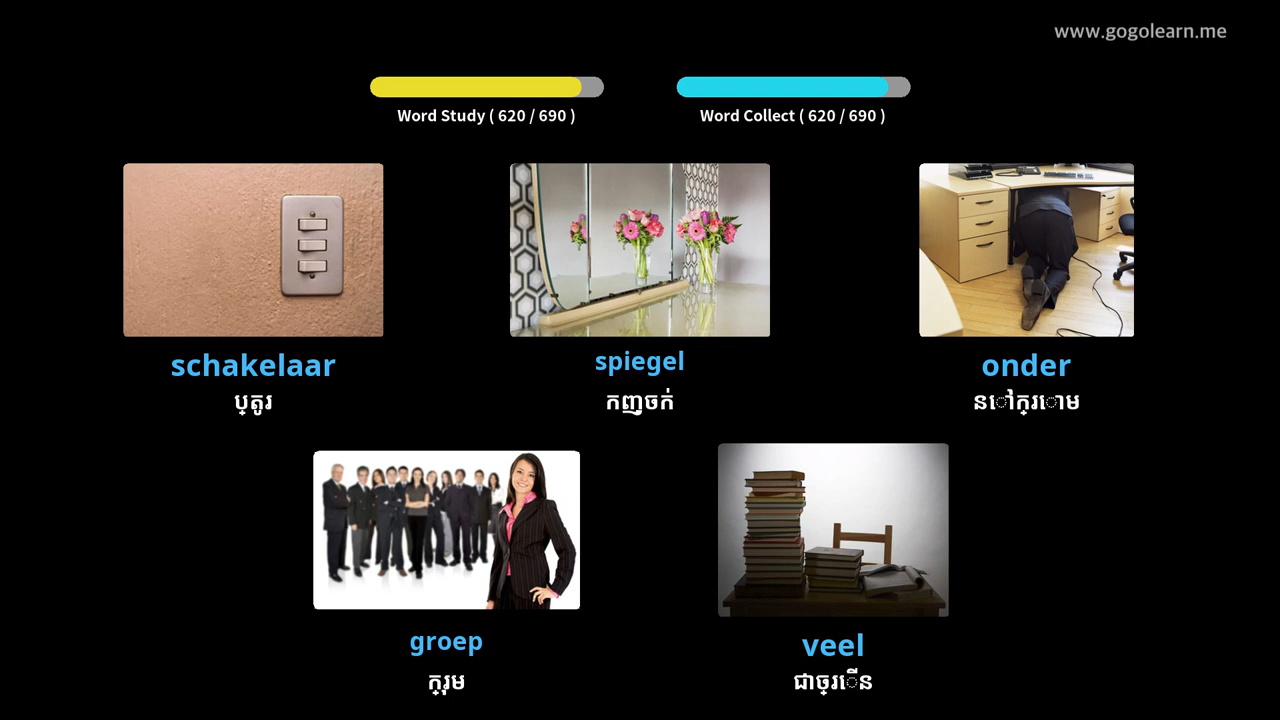 www.gogolearn.me
Word Study ( 620 / 690 )
Word Collect ( 620 / 690 )
schakelaar
ប្តូរ
spiegel
កញ្ចក់
onder
នៅក្រោម
groep
ក្រុម
veel
ជាច្រើន